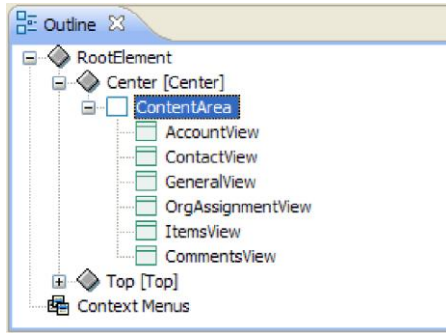 Outline
RootElement
Center [Center]
ContentArea
AccountView
ContactView
GeneralView
OrgAssignmentView
ItemsView
CommentsView
Top [Top]
Context Menus